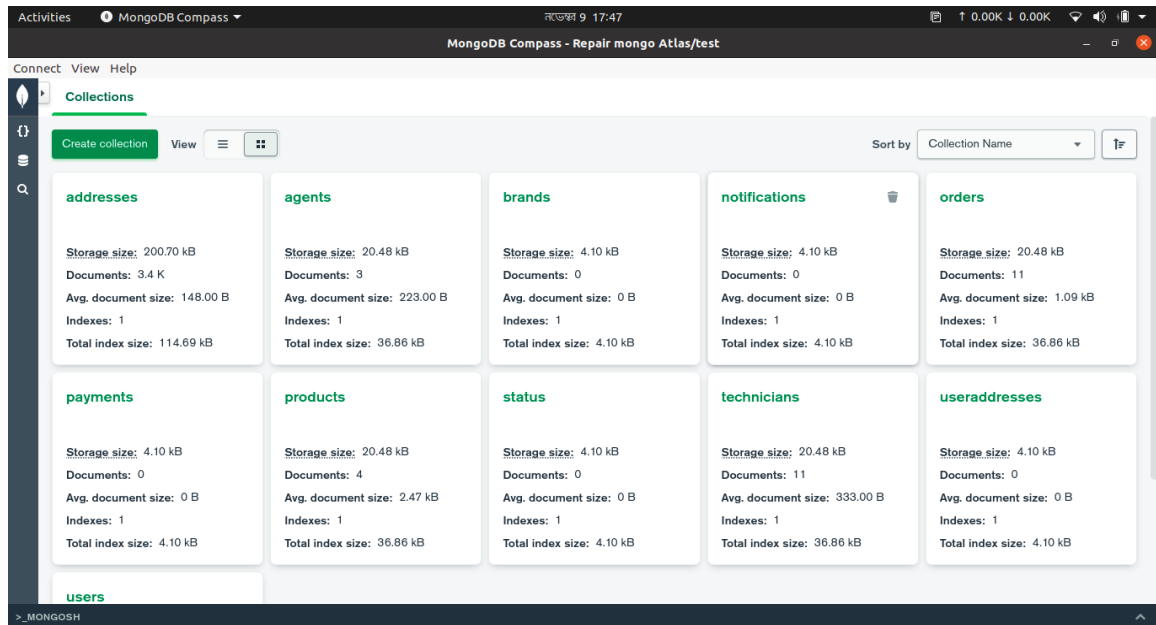 Activities MongoDB Compass নভেম্বর 9 17:47 ↑ 0.00K ↓ 0.00K
MongoDB Compass - Repair mongo Atlas/test
Connect View Help
Collections
Create collection View Sort by Collection Name
addresses
Storage size: 200.70 kB
Documents: 3.4 K
Avg. document size: 148.00 B
Indexes: 1
Total index size: 114.69 kB
agents
Storage size: 20.48 kB
Documents: 3
Avg. document size: 223.00 B
Indexes: 1
Total index size: 36.86 kB
brands
Storage size: 4.10 kB
Documents: 0
Avg. document size: 0 B
Indexes: 1
Total index size: 4.10 kB
notifications
Storage size: 4.10 kB
Documents: 0
Avg. document size: 0 B
Indexes: 1
Total index size: 4.10 kB
orders
Storage size: 20.48 kB
Documents: 11
Avg. document size: 1.09 kB
Indexes: 1
Total index size: 36.86 kB
payments
Storage size: 4.10 kB
Documents: 0
Avg. document size: 0 B
Indexes: 1
Total index size: 4.10 kB
products
Storage size: 20.48 kB
Documents: 4
Avg. document size: 2.47 kB
Indexes: 1
Total index size: 36.86 kB
status
Storage size: 4.10 kB
Documents: 0
Avg. document size: 0 B
Indexes: 1
Total index size: 4.10 kB
technicians
Storage size: 20.48 kB
Documents: 11
Avg. document size: 333.00 B
Indexes: 1
Total index size: 36.86 kB
useraddresses
Storage size: 4.10 kB
Documents: 0
Avg. document size: 0 B
Indexes: 1
Total index size: 4.10 kB
users
>_MONGOSH